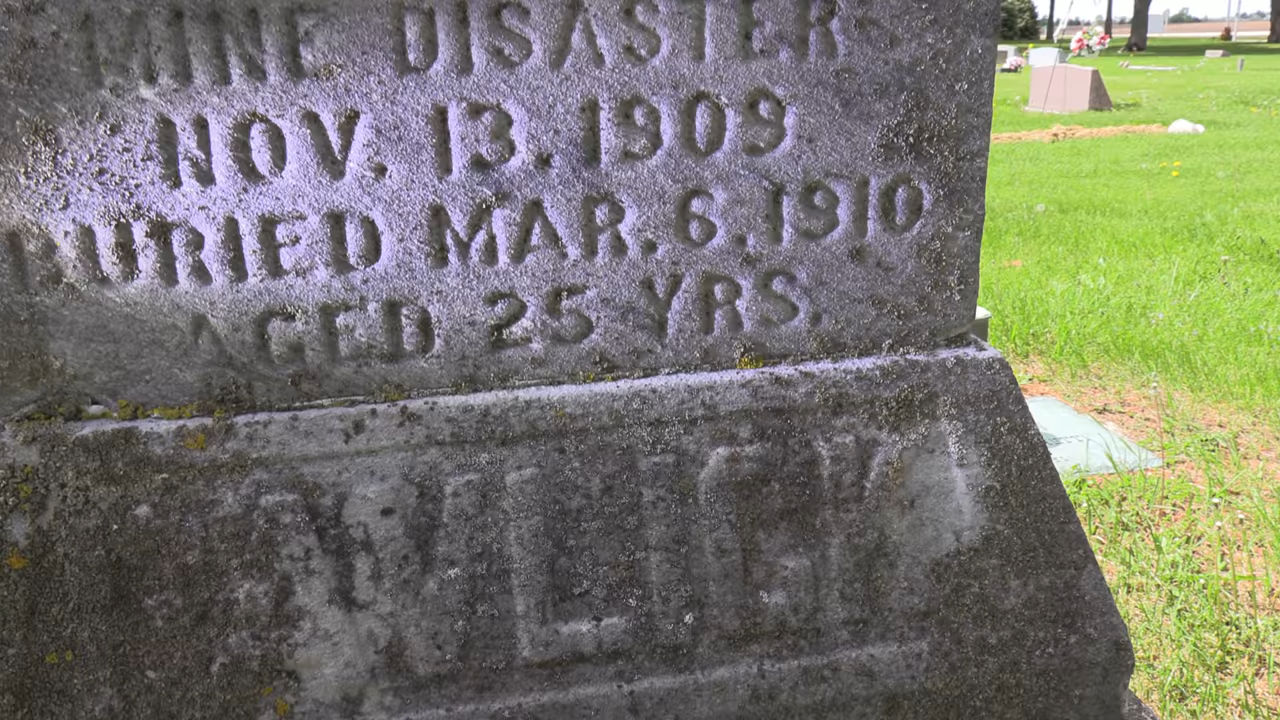 MINE DISASTER
NOV. 13. 1909
BURIED MAR. 6. 1910
AGED 25 YRS.